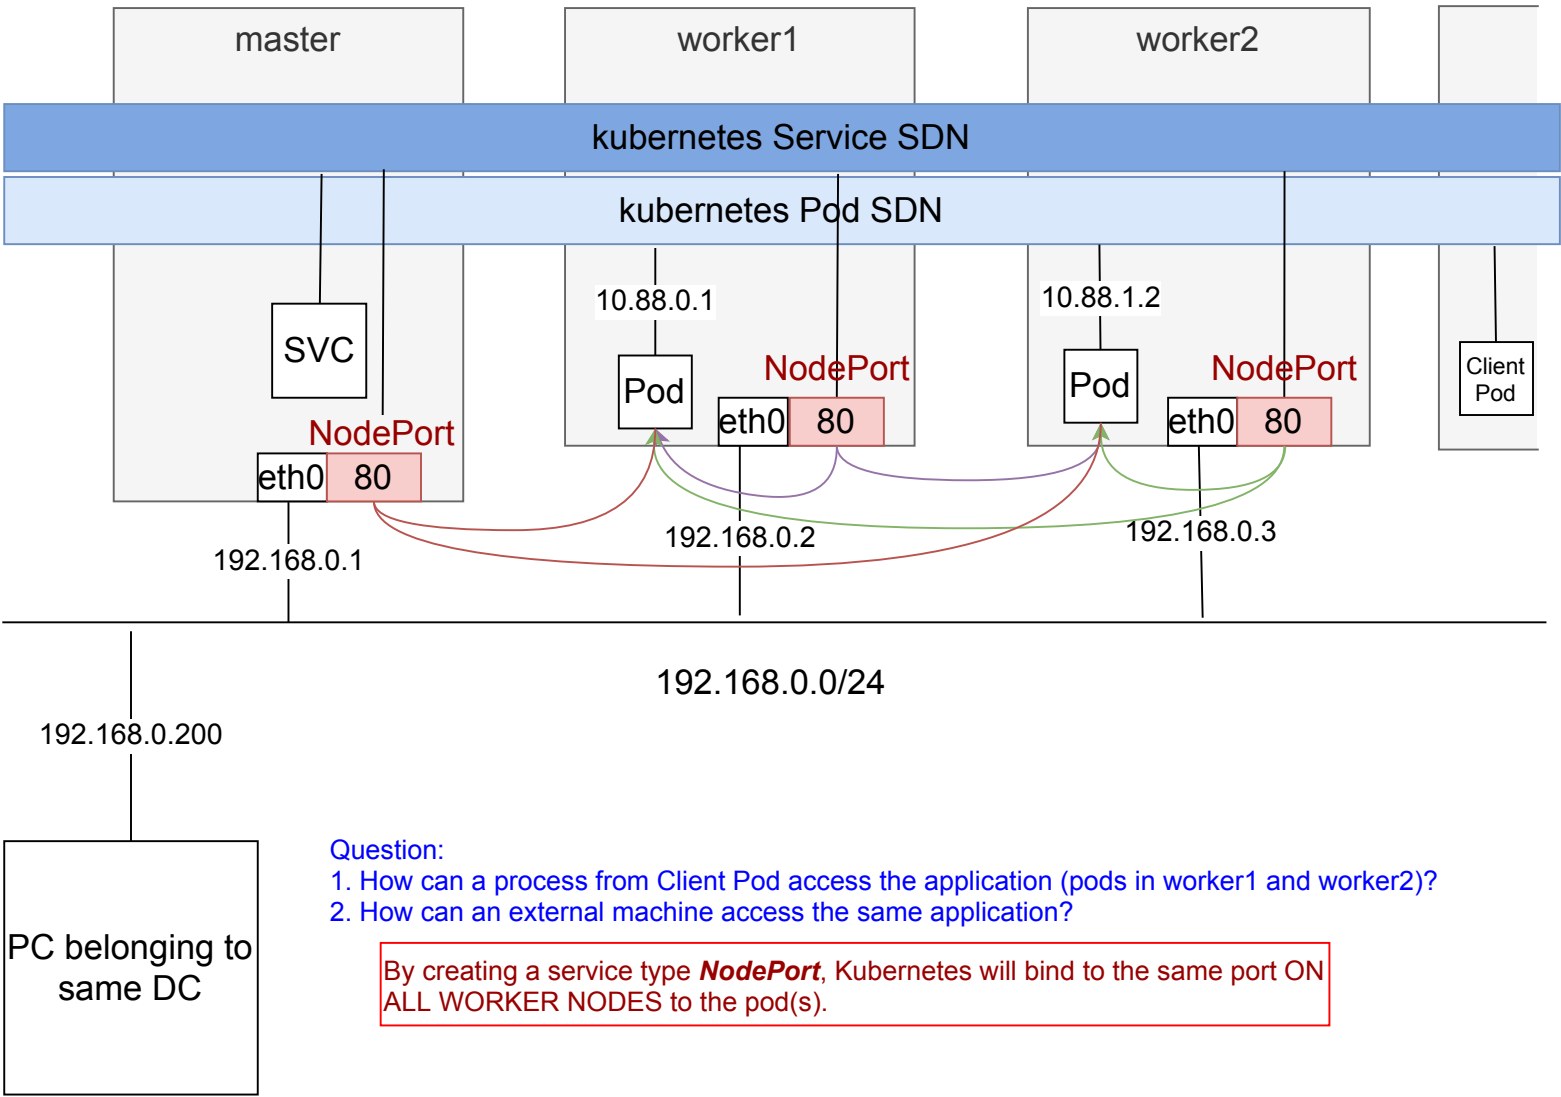 master
worker1
worker2
kubernetes Service SDN
kubernetes Pod SDN
10.88.0.1
10.88.1.2
SVC
Pod
NodePort
Pod
NodePort
Client
Pod
eth0
80
eth0
80
NodePort
eth0
80
192.168.0.1
192.168.0.2
192.168.0.3
192.168.0.0/24
192.168.0.200
PC belonging to
same DC
Question:
1. How can a process from Client Pod access the application (pods in worker1 and worker2)?
2. How can an external machine access the same application?
By creating a service type NodePort, Kubernetes will bind to the same port ON
ALL WORKER NODES to the pod(s).